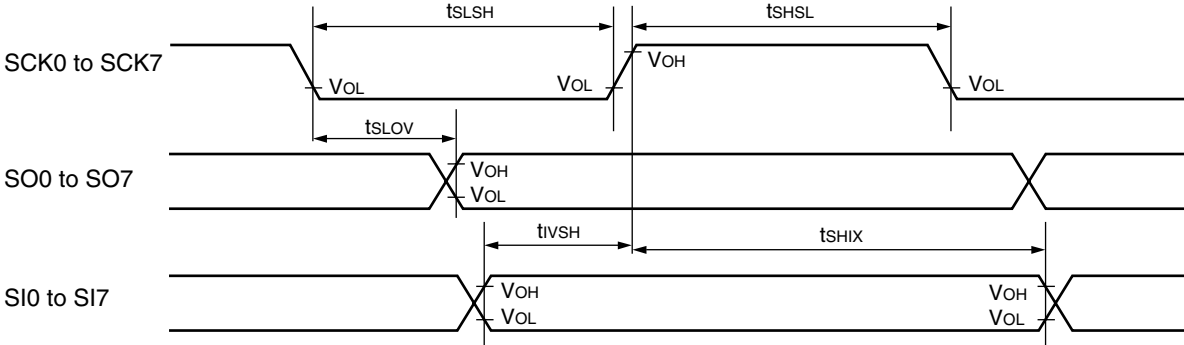 tSLSH tSHSL
SCK0 to SCK7 VOH
VOL VOL VOL
tSLOV
SO0 to SO7 VOH
VOL
tIVSH tSHIX
SI0 to SI7 VOH VOH
VOL VOL